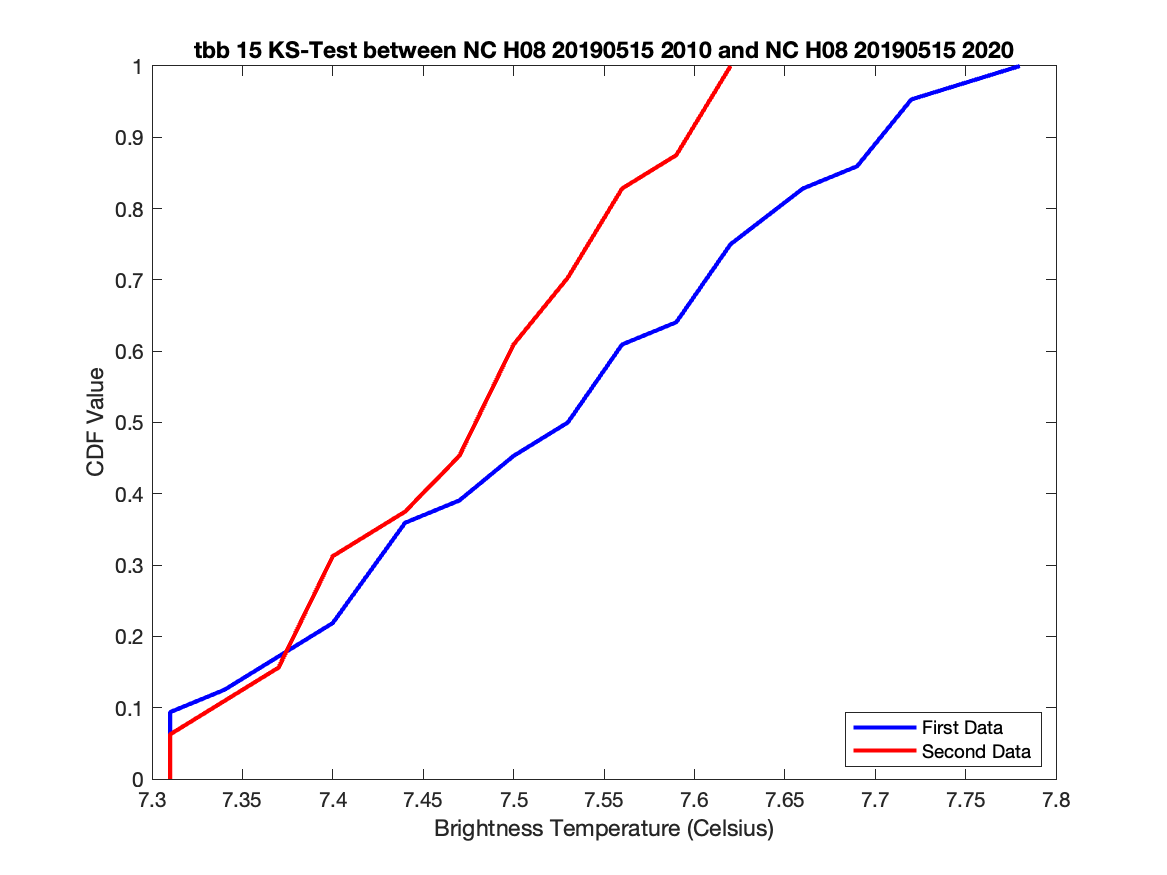 tbb 15 KS-Test between NC H08 20190515 2010 and NC H08 20190515 2020
1
0.9
0.8
0.7
0.6
0.5
0.4
0.3
0.2
0.1
0
CDF Value
First Data
Second Data
7.3 7.35 7.4 7.45 7.5 7.55 7.6 7.65 7.7 7.75 7.8
Brightness Temperature (Celsius)